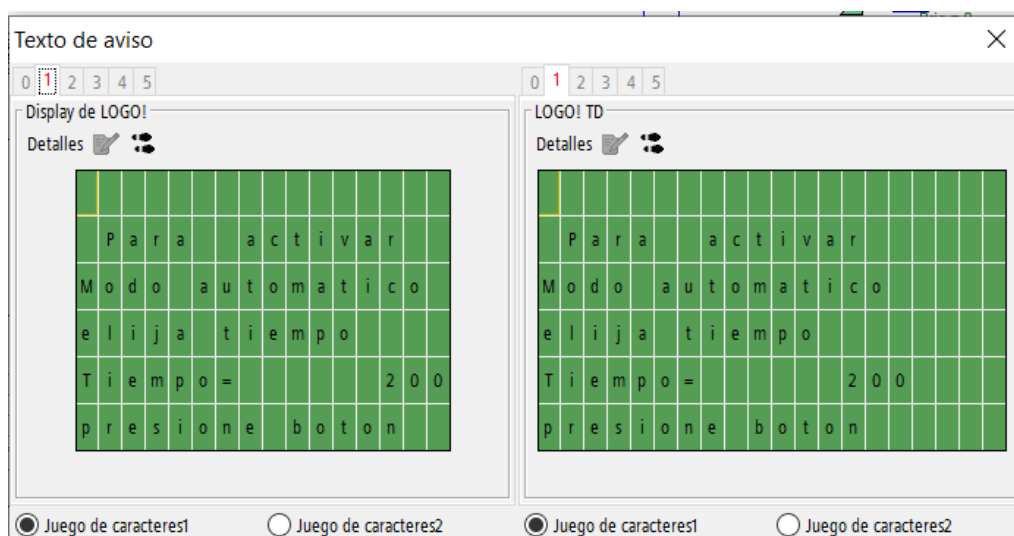 Texto de aviso
0 1 2 3 4 5
Display de LOGO!
Detalles
Para activar
Modo automatico
elija tiempo
Tiempo= 200
presione boton
Juego de caracteres1 Juego de caracteres2
0 1 2 3 4 5
LOGO! TD
Detalles
Para activar
Modo automatico
elija tiempo
Tiempo= 200
presione boton
Juego de caracteres1 Juego de caracteres2